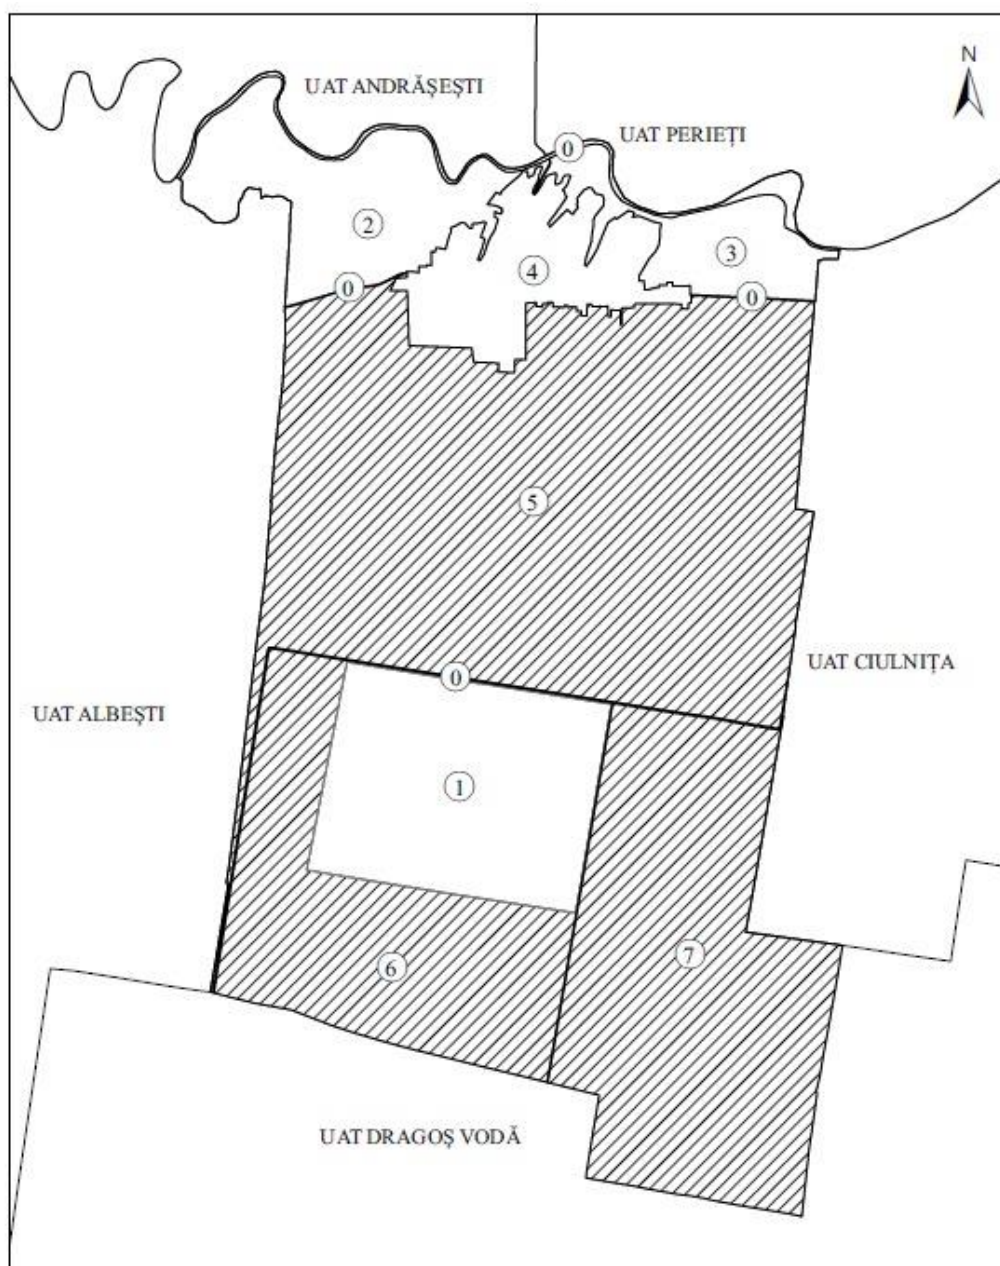 N
UAT ANDRĂȘEȘTI
UAT PERIEȚI
0
2
3
4
0
0
5
UAT CIULNIȚA
0
UAT ALBEȘTI
1
7
6
UAT DRAGOȘ VODĂ